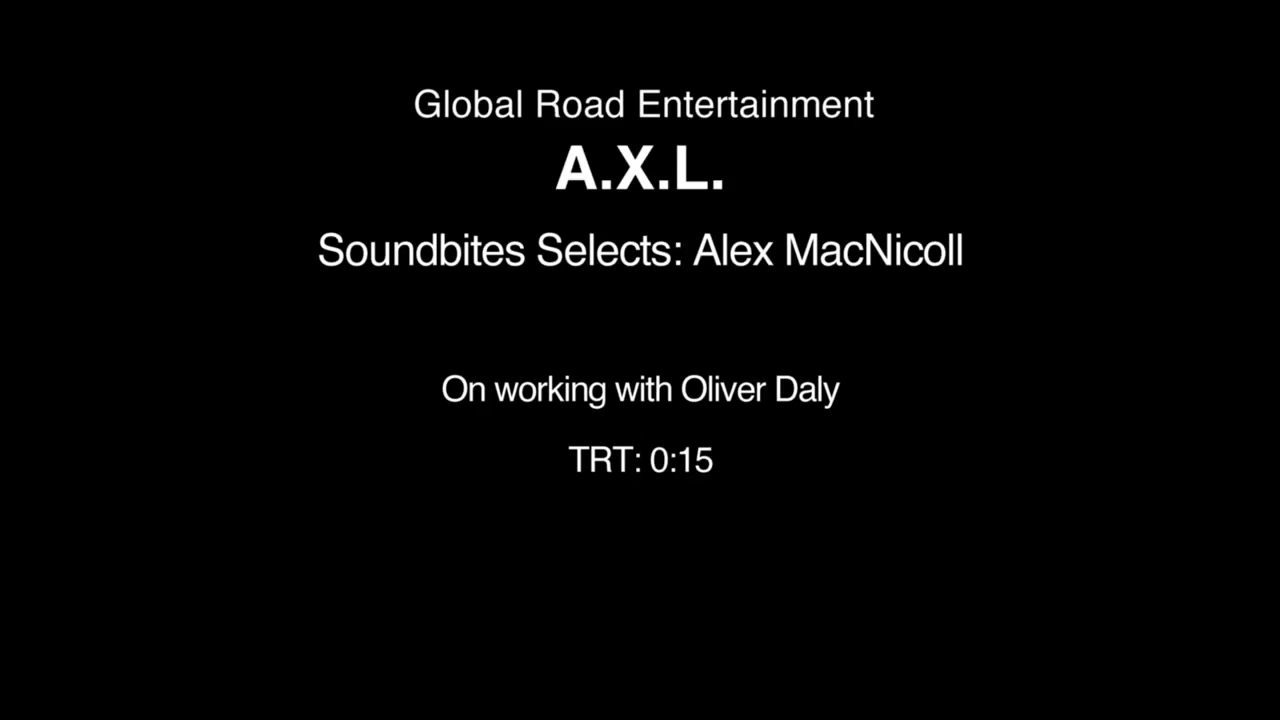 Global Road Entertainment
A.X.L.
Soundbites Selects: Alex MacNicoll
On working with Oliver Daly
TRT: 0:15